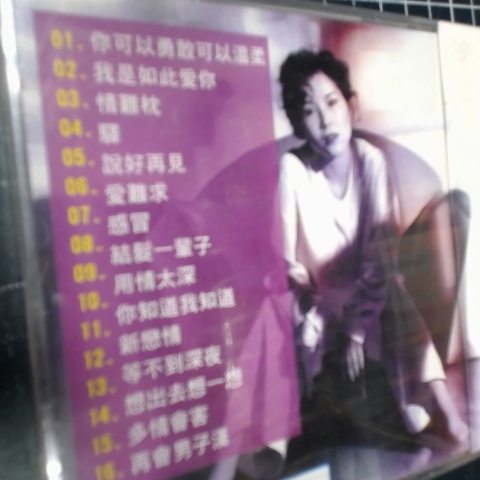 01. 你可以勇敢可以溫柔
02. 我是如此愛你
03. 情難枕
04. 驛
05. 說好再見
06. 愛難求
07. 感冒
08. 結髮一輩子
09. 用情太深
10. 你知道我知道
11. 新戀情
12. 等不到深夜
13. 想出去想一
14. 多情會害
15. 再會男子漢
16.